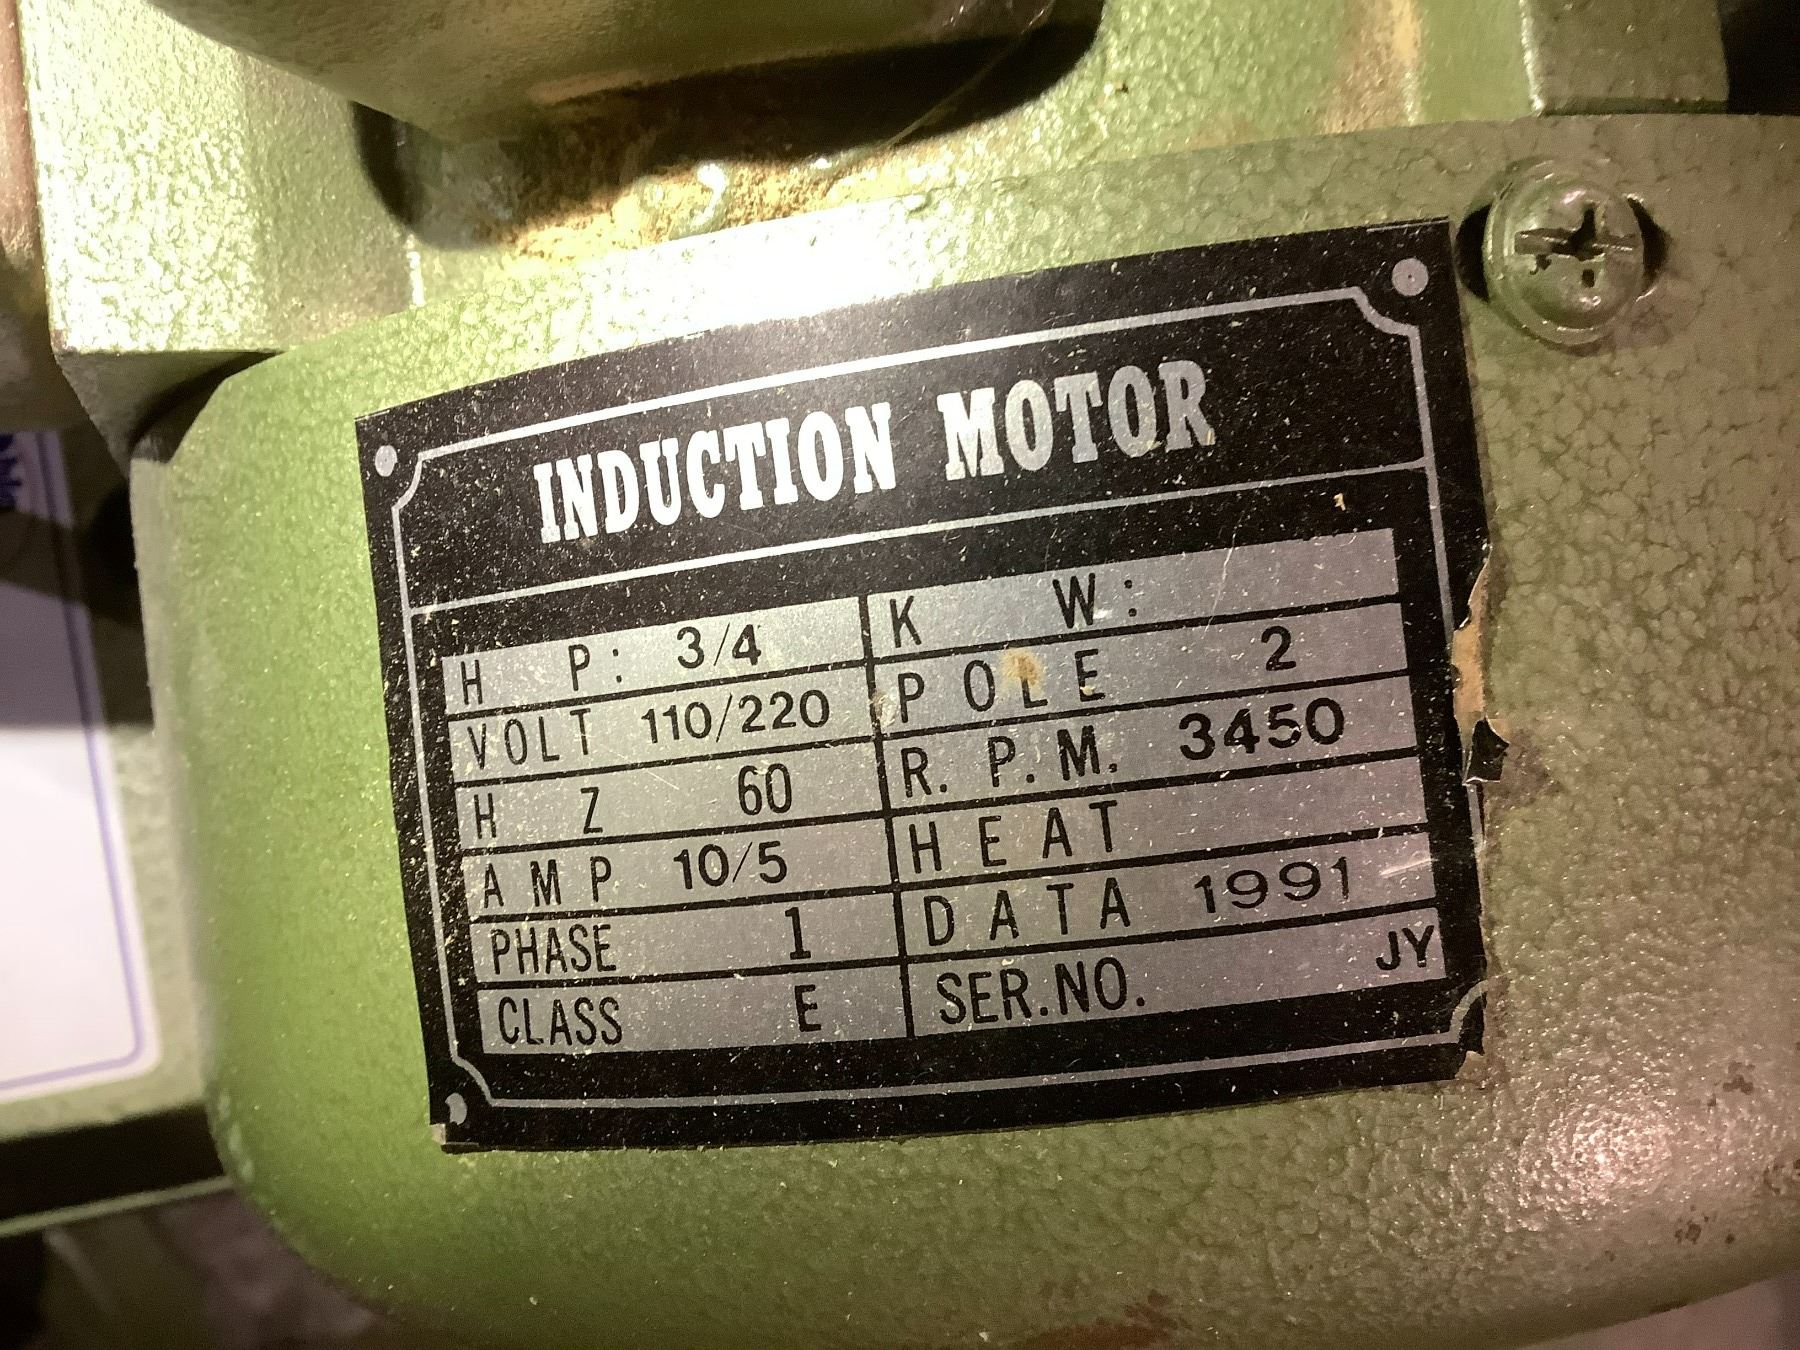 INDUCTION MOTOR
H P: 3/4 K W:
VOLT 110/220 POLE 2
H Z 60 R. P. M. 3450
AMP 10/5 HEAT
PHASE 1 DATA 1991
CLASS E SER.NO. JY